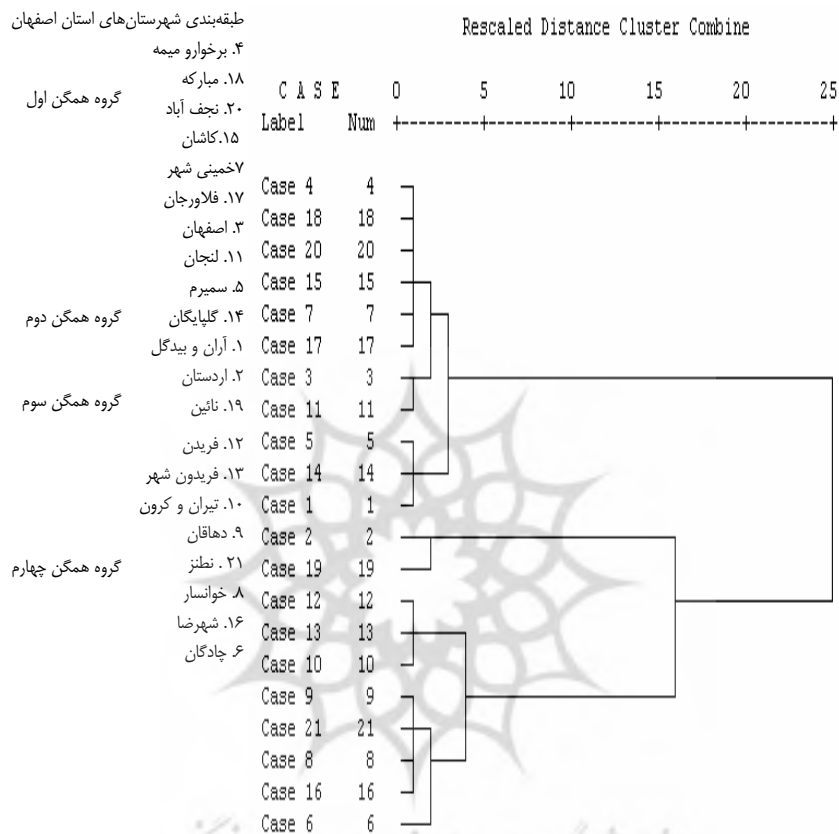 طبقه‌بندی شهرستان‌های استان اصفهان
۴. برخوارو میمه
۱۸. مبارکه
گروه همگن اول
۲۰. نجف آباد
۱۵.کاشان
۷خمینی شهر
۱۷. فلاورجان
۳. اصفهان
۱۱. لنجان
۵. سمیرم
گروه همگن دوم
۱۴. گلپایگان
۱. آران و بیدگل
۲. اردستان
گروه همگن سوم
۱۹. نائین
۱۲. فریدن
۱۳. فریدون شهر
۱۰. تیران و کرون
۹. دهاقان
گروه همگن چهارم
۲۱ . نطنز
۸. خوانسار
۱۶. شهرضا
۶. چادگان
Rescaled Distance Cluster Combine
C A S E 0 5 10 15 20 25
Label Num +---------+---------+---------+---------+---------+
Case 4 4
Case 18 18
Case 20 20
Case 15 15
Case 7 7
Case 17 17
Case 3 3
Case 11 11
Case 5 5
Case 14 14
Case 1 1
Case 2 2
Case 19 19
Case 12 12
Case 13 13
Case 10 10
Case 9 9
Case 21 21
Case 8 8
Case 16 16
Case 6 6